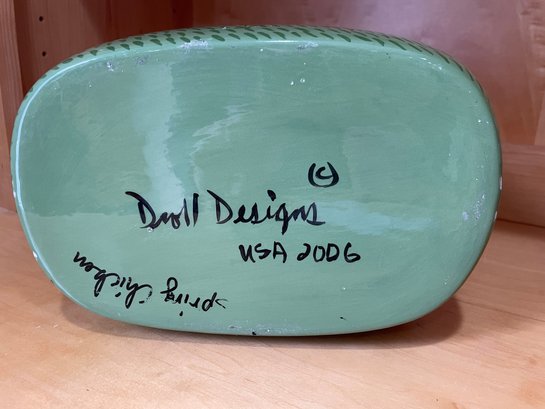 (c)
Droll Designs
USA 2006
Spring Chicken